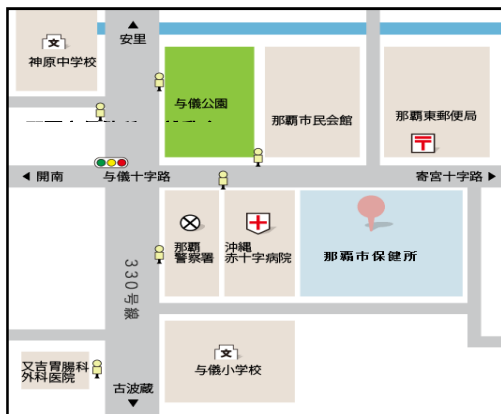 ▲
安里
文
神原中学校
与儀公園
那覇市民会館
那覇東郵便局
〒
◀ 開南
与儀十字路
寄宮十字路 ▶
330号線
那覇
警察署
沖縄
赤十字病院
那覇市保健所
文
与儀小学校
又吉胃腸科
外科医院
古波蔵
▼